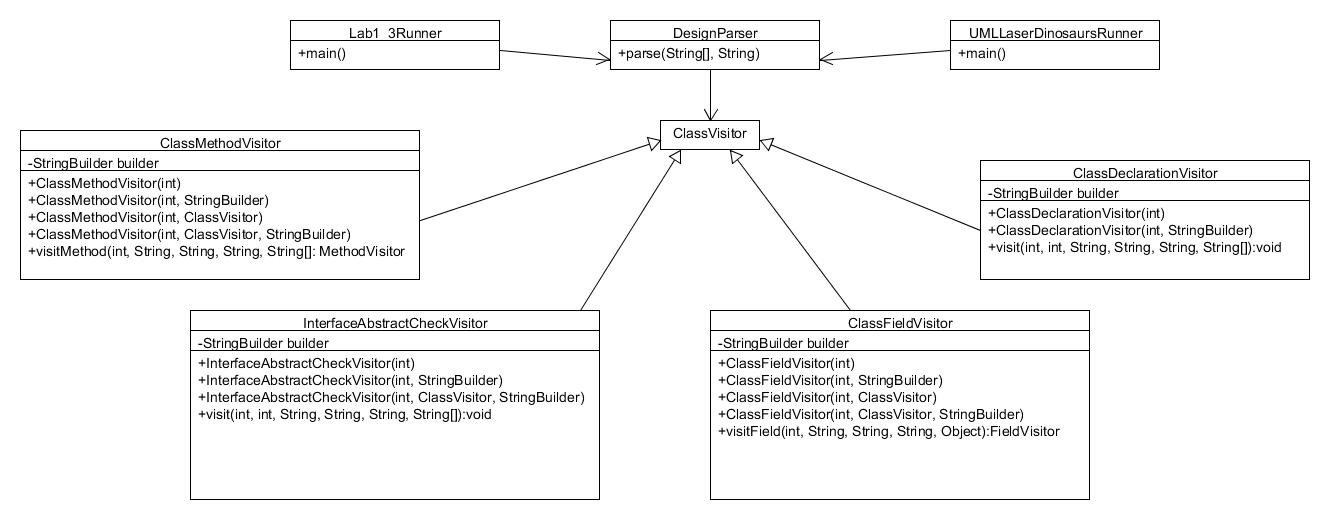 Lab1_3Runner
+main()
DesignParser
+parse(String[], String)
UMLLaserDinosaursRunner
+main()
ClassVisitor
ClassMethodVisitor
-StringBuilder builder
+ClassMethodVisitor(int)
+ClassMethodVisitor(int, StringBuilder)
+ClassMethodVisitor(int, ClassVisitor)
+ClassMethodVisitor(int, ClassVisitor, StringBuilder)
+visitMethod(int, String, String, String, String[]: MethodVisitor
ClassDeclarationVisitor
-StringBuilder builder
+ClassDeclarationVisitor(int)
+ClassDeclarationVisitor(int, StringBuilder)
+visit(int, int, String, String, String, String[]):void
InterfaceAbstractCheckVisitor
-StringBuilder builder
+InterfaceAbstractCheckVisitor(int)
+InterfaceAbstractCheckVisitor(int, StringBuilder)
+InterfaceAbstractCheckVisitor(int, ClassVisitor, StringBuilder)
+visit(int, int, String, String, String, String[]):void
ClassFieldVisitor
-StringBuilder builder
+ClassFieldVisitor(int)
+ClassFieldVisitor(int, StringBuilder)
+ClassFieldVisitor(int, ClassVisitor)
+ClassFieldVisitor(int, ClassVisitor, StringBuilder)
+visitField(int, String, String, String, Object):FieldVisitor